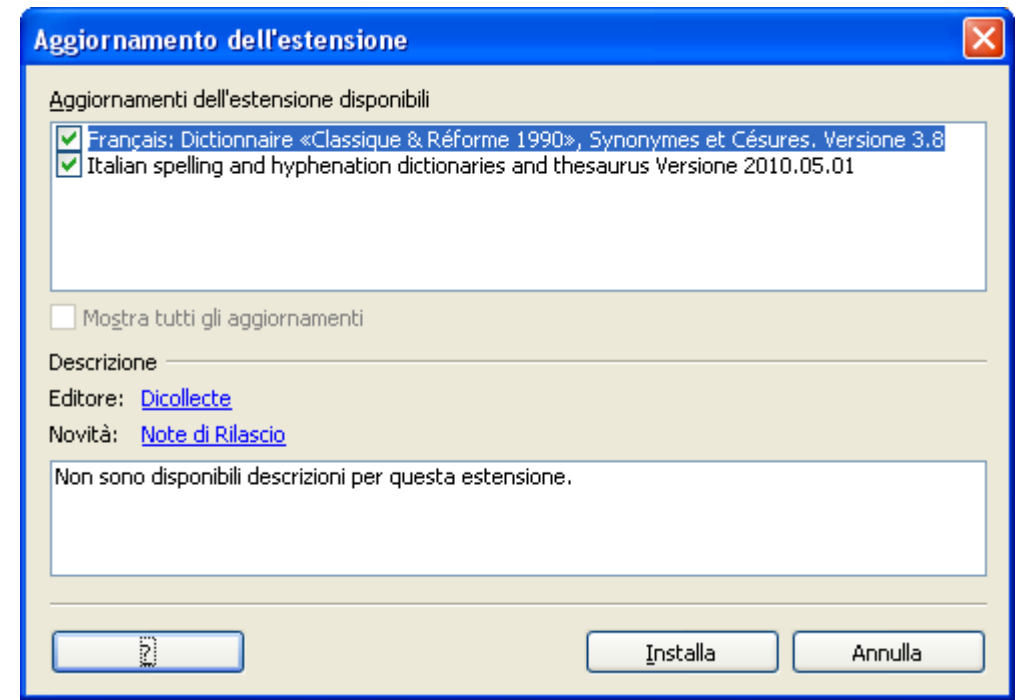 Aggiornamento dell'estensione
Aggiornamenti dell'estensione disponibili
Français: Dictionnaire «Classique & Réforme 1990», Synonymes et Césures. Versione 3.8
Italian spelling and hyphenation dictionaries and thesaurus Versione 2010.05.01
Mostra tutti gli aggiornamenti
Descrizione
Editore: Dicollecte
Novità: Note di Rilascio
Non sono disponibili descrizioni per questa estensione.
? Installa Annulla